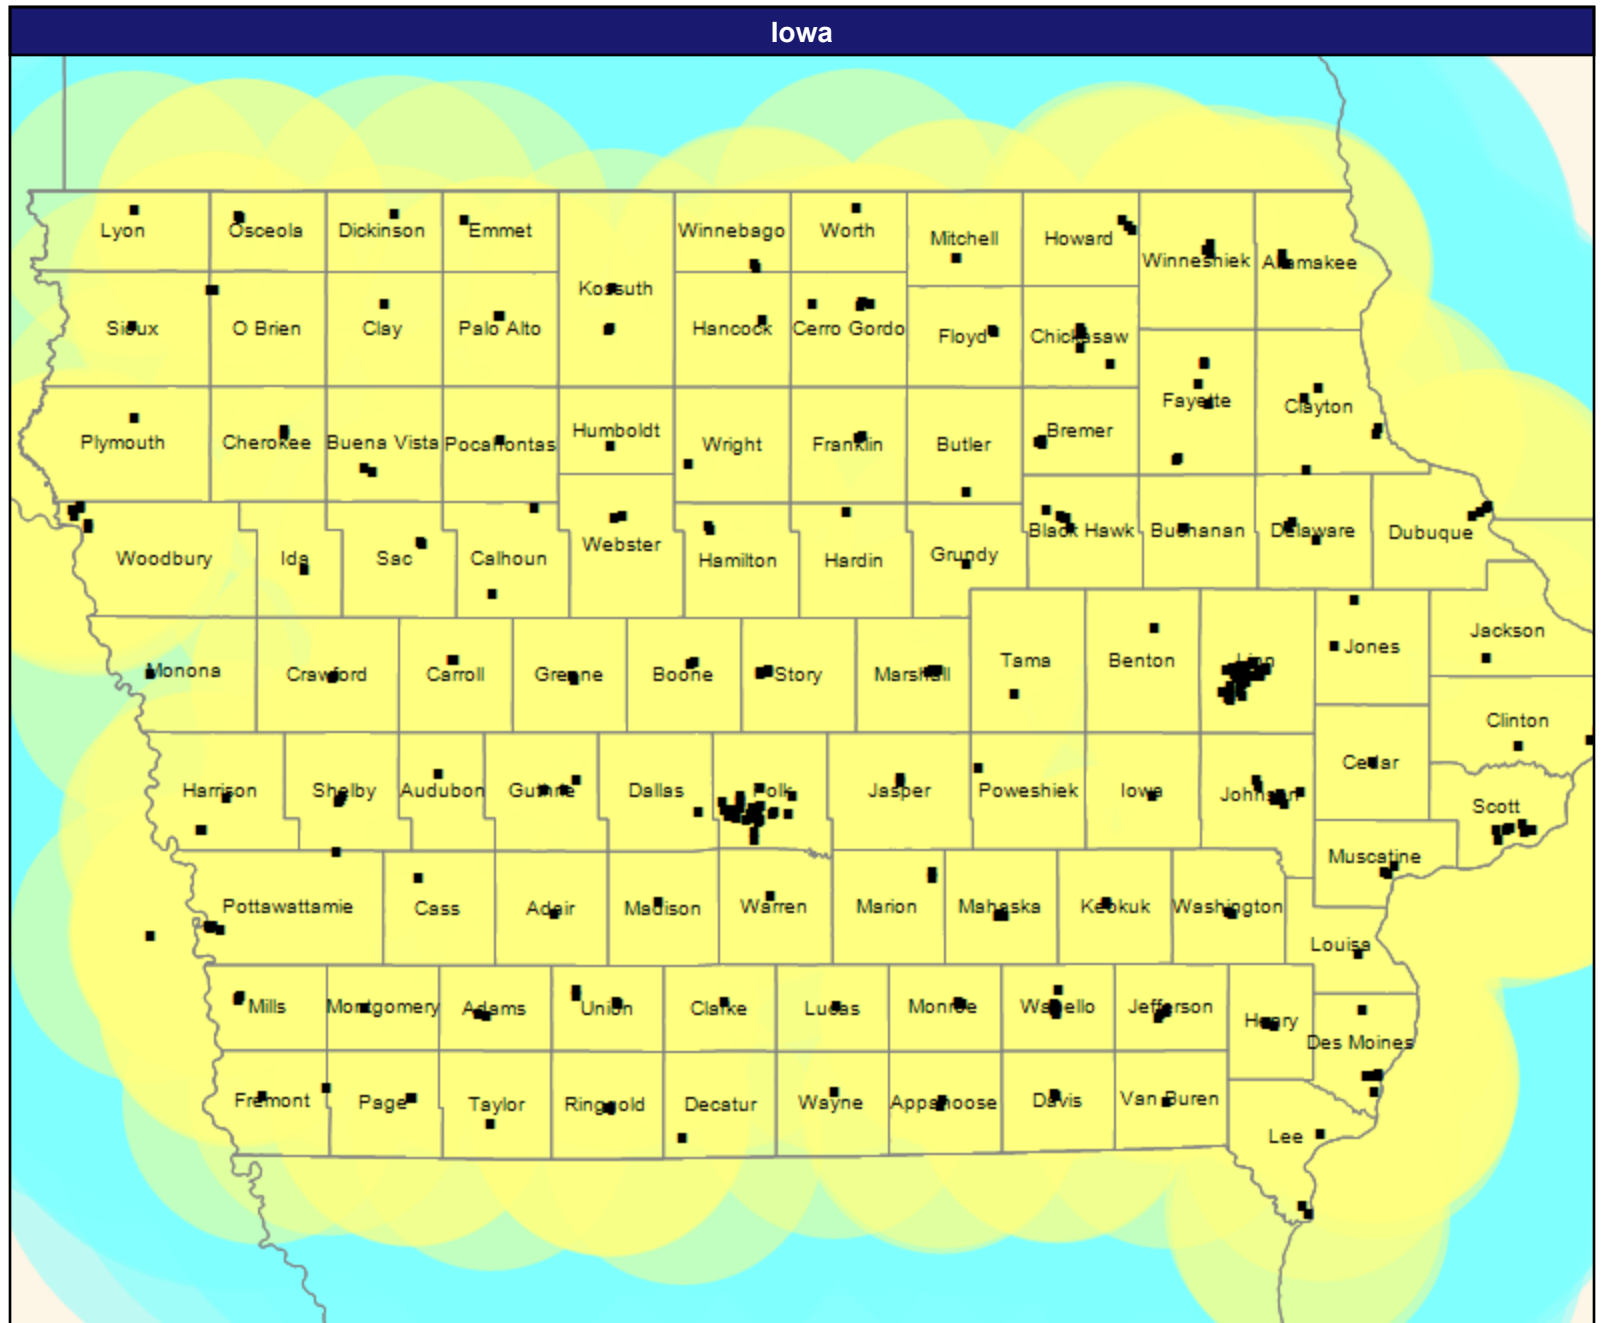 Iowa
Lyon
Osceola
Dickinson
Emmet
Winnebago
Worth
Mitchell
Howard
Winneshiek
Allamakee
Kossuth
Sioux
O Brien
Clay
Palo Alto
Hancock
Cerro Gordo
Floyd
Chickasaw
Fayette
Clayton
Plymouth
Cherokee
Buena Vista
Pocahontas
Humboldt
Wright
Franklin
Butler
Bremer
Woodbury
Ida
Sac
Calhoun
Webster
Hamilton
Hardin
Grundy
Black Hawk
Buchanan
Delaware
Dubuque
Monona
Crawford
Carroll
Greene
Boone
Story
Marshall
Tama
Benton
Linn
Jones
Jackson
Clinton
Harrison
Shelby
Audubon
Guthrie
Dallas
Polk
Jasper
Poweshiek
Iowa
Johnson
Cedar
Scott
Muscatine
Pottawattamie
Cass
Adair
Madison
Warren
Marion
Mahaska
Keokuk
Washington
Louisa
Mills
Montgomery
Adams
Union
Clarke
Lucas
Monroe
Wapello
Jefferson
Henry
Des Moines
Fremont
Page
Taylor
Ringgold
Decatur
Wayne
Appanoose
Davis
Van Buren
Lee